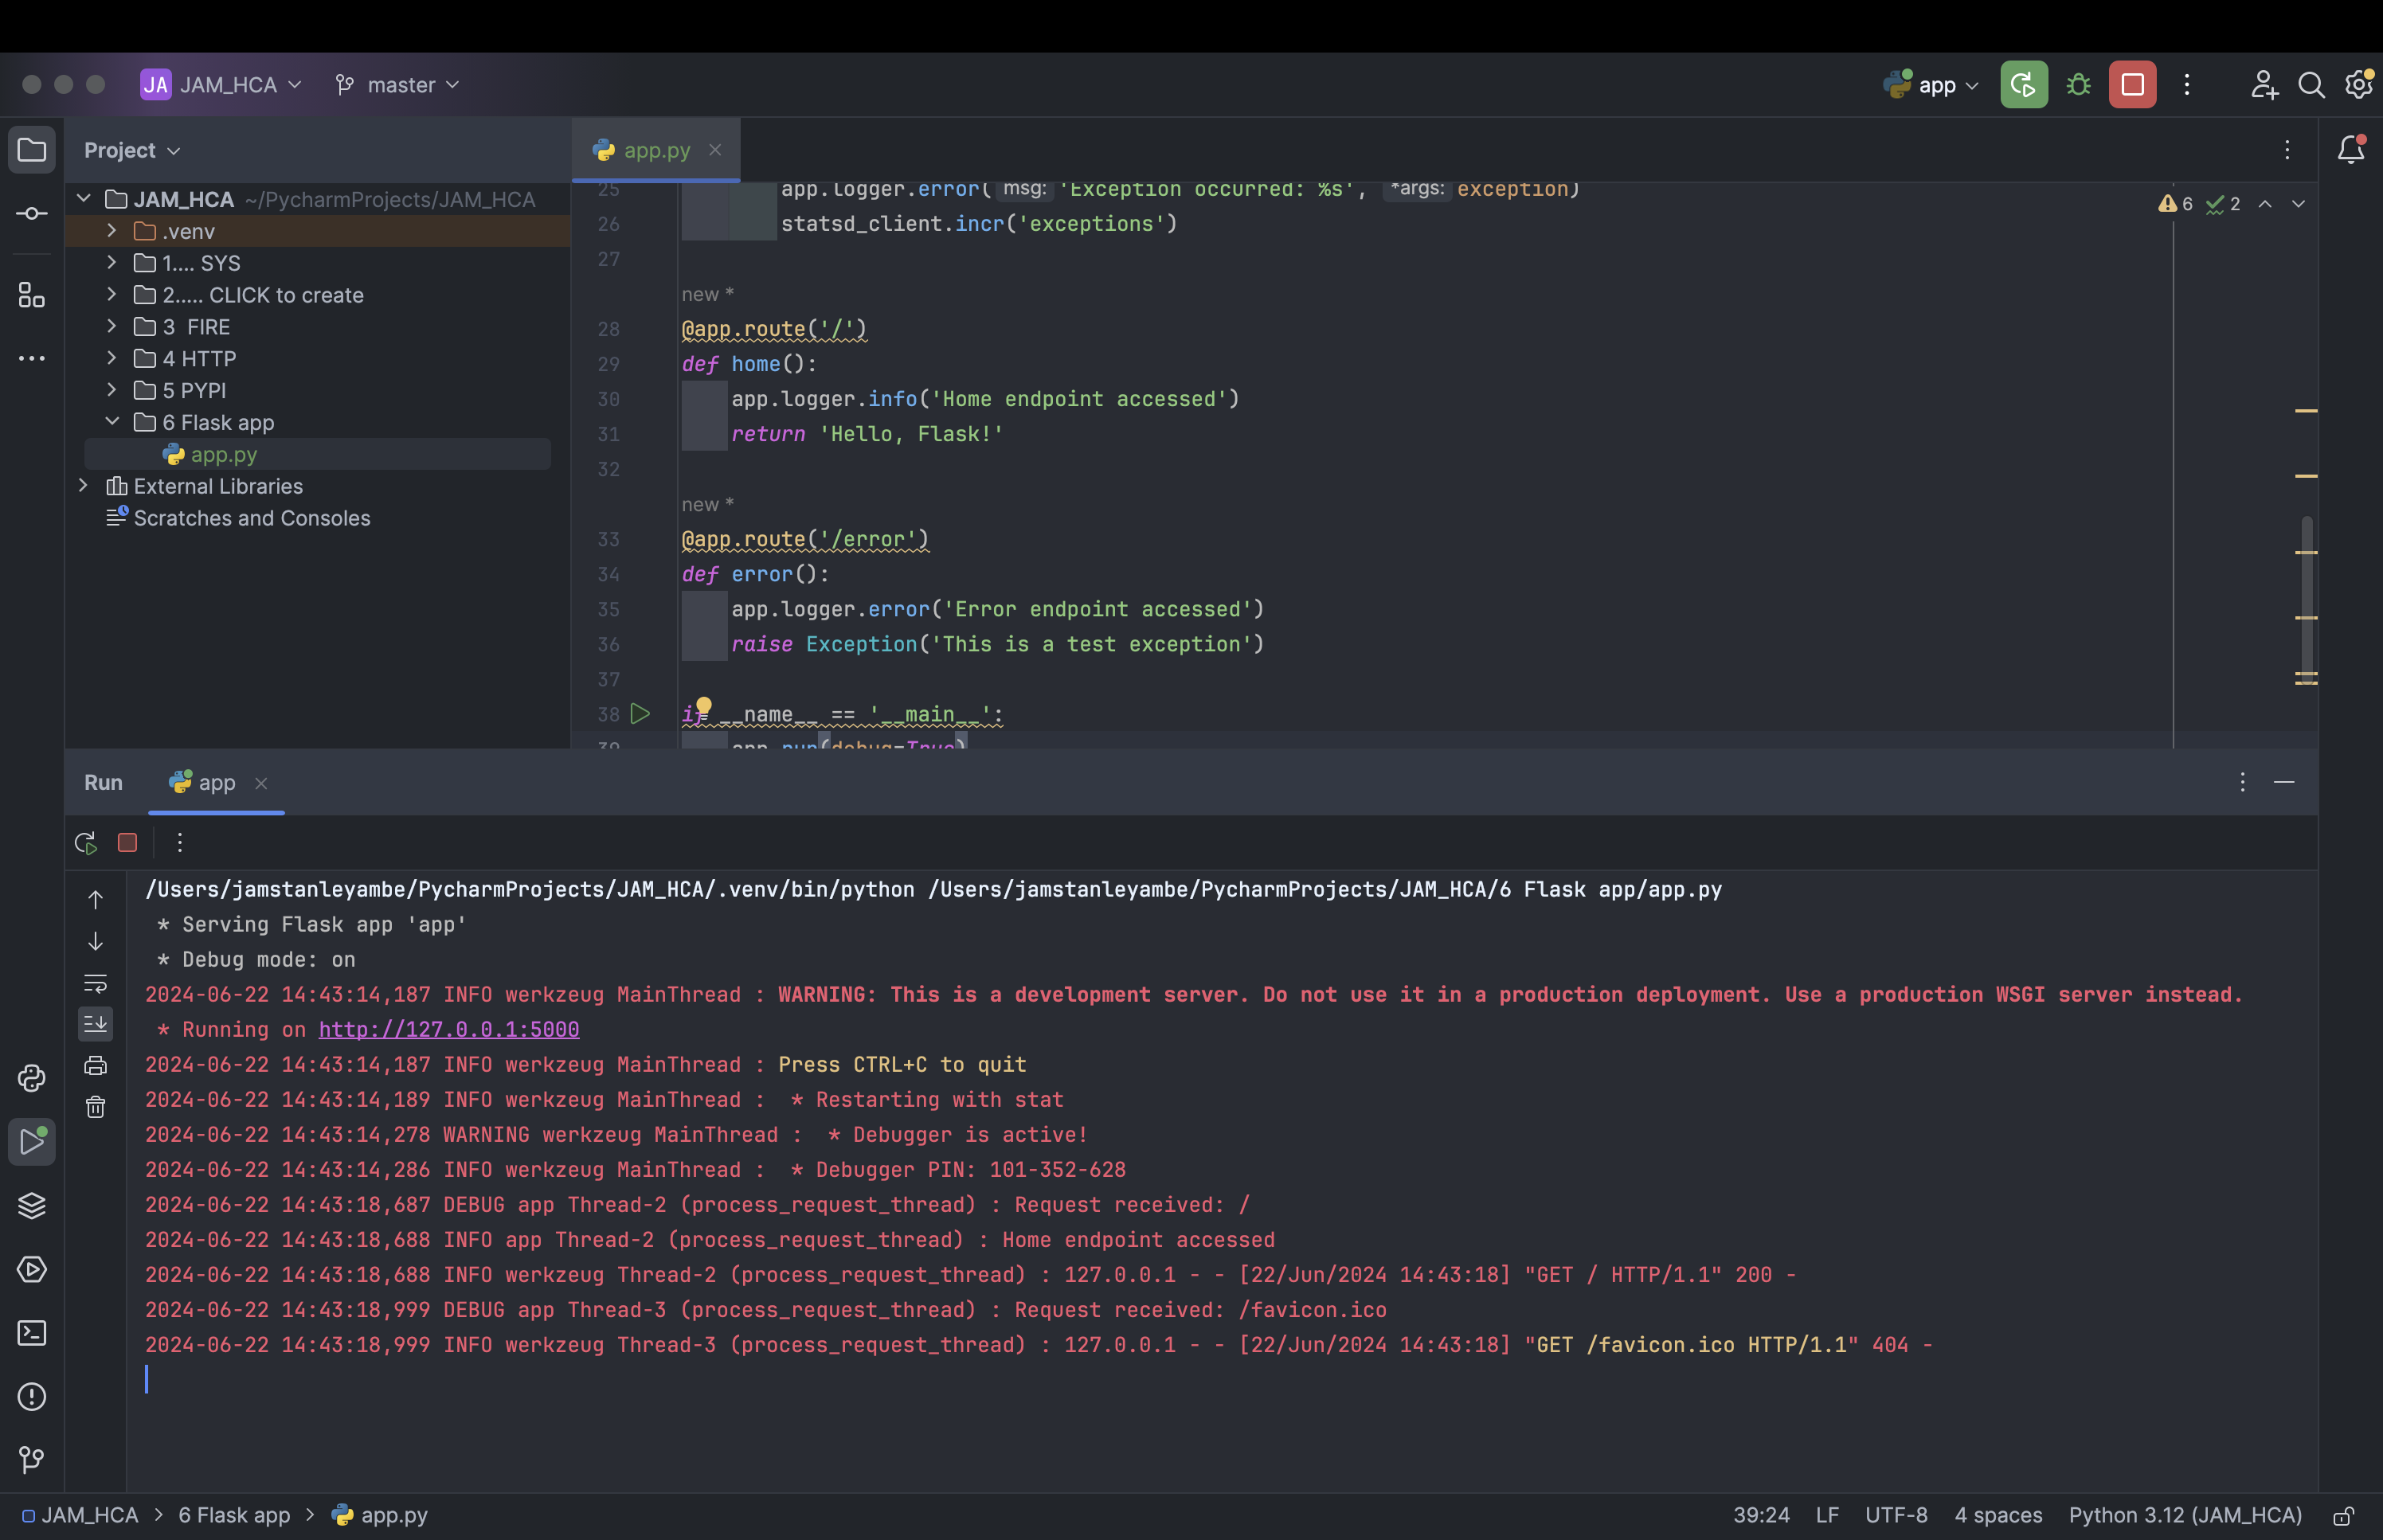 JA JAM_HCA master app
Project
app.py
JAM_HCA ~/PycharmProjects/JAM_HCA
.venv
1.... SYS
2..... CLICK to create
3 FIRE
4 HTTP
5 PYPI
6 Flask app
app.py
External Libraries
Scratches and Consoles
6 2
25 app.logger.error( msg: 'Exception occurred: %s', *args: exception)
26 statsd_client.incr('exceptions')
27
new *
28 @app.route('/')
29 def home():
30 app.logger.info('Home endpoint accessed')
31 return 'Hello, Flask!'
32
new *
33 @app.route('/error')
34 def error():
35 app.logger.error('Error endpoint accessed')
36 raise Exception('This is a test exception')
37
38 if __name__ == '__main__':
39 app.run(debug=True)
Run app
/Users/jamstanleyambe/PycharmProjects/JAM_HCA/.venv/bin/python /Users/jamstanleyambe/PycharmProjects/JAM_HCA/6 Flask app/app.py
* Serving Flask app 'app'
* Debug mode: on
2024-06-22 14:43:14,187 INFO werkzeug MainThread : WARNING: This is a development server. Do not use it in a production deployment. Use a production WSGI server instead.
* Running on http://127.0.0.1:5000
2024-06-22 14:43:14,187 INFO werkzeug MainThread : Press CTRL+C to quit
2024-06-22 14:43:14,189 INFO werkzeug MainThread :  * Restarting with stat
2024-06-22 14:43:14,278 WARNING werkzeug MainThread :  * Debugger is active!
2024-06-22 14:43:14,286 INFO werkzeug MainThread :  * Debugger PIN: 101-352-628
2024-06-22 14:43:18,687 DEBUG app Thread-2 (process_request_thread) : Request received: /
2024-06-22 14:43:18,688 INFO app Thread-2 (process_request_thread) : Home endpoint accessed
2024-06-22 14:43:18,688 INFO werkzeug Thread-2 (process_request_thread) : 127.0.0.1 - - [22/Jun/2024 14:43:18] "GET / HTTP/1.1" 200 -
2024-06-22 14:43:18,999 DEBUG app Thread-3 (process_request_thread) : Request received: /favicon.ico
2024-06-22 14:43:18,999 INFO werkzeug Thread-3 (process_request_thread) : 127.0.0.1 - - [22/Jun/2024 14:43:18] "GET /favicon.ico HTTP/1.1" 404 -
JAM_HCA > 6 Flask app > app.py 39:24 LF UTF-8 4 spaces Python 3.12 (JAM_HCA)